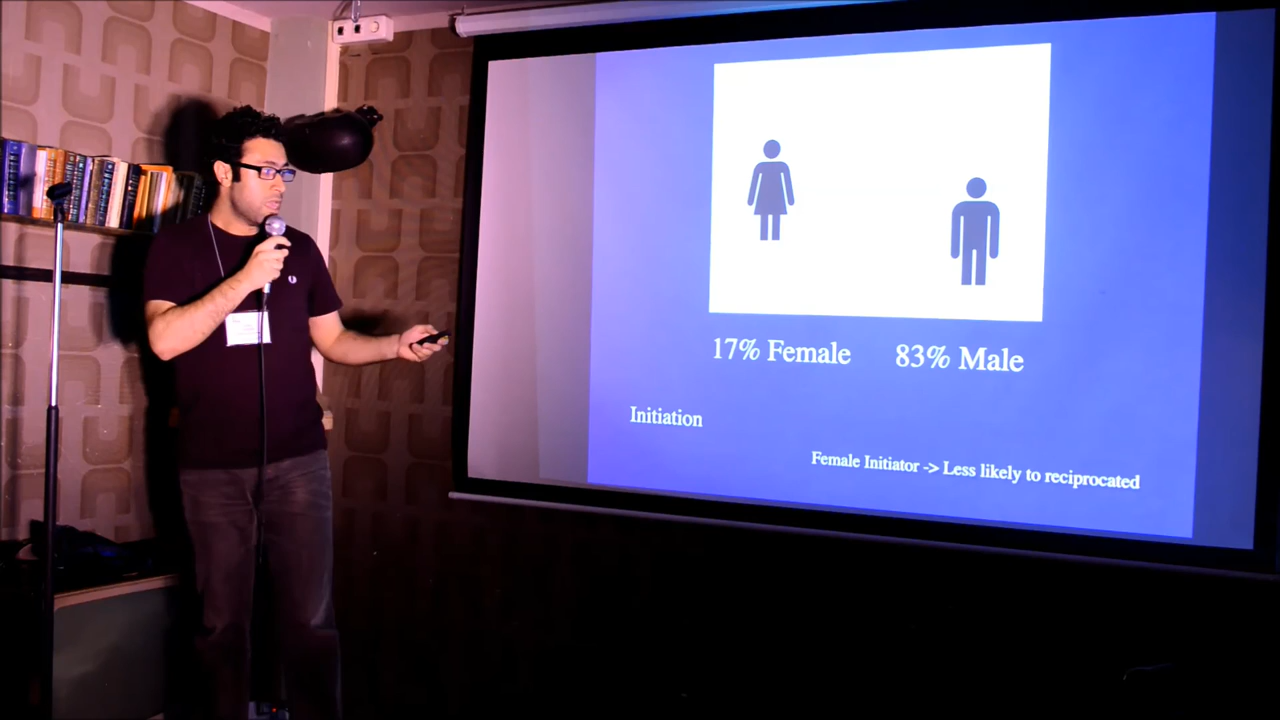 17% Female 83% Male
Initiation
Female Initiator -> Less likely to reciprocated